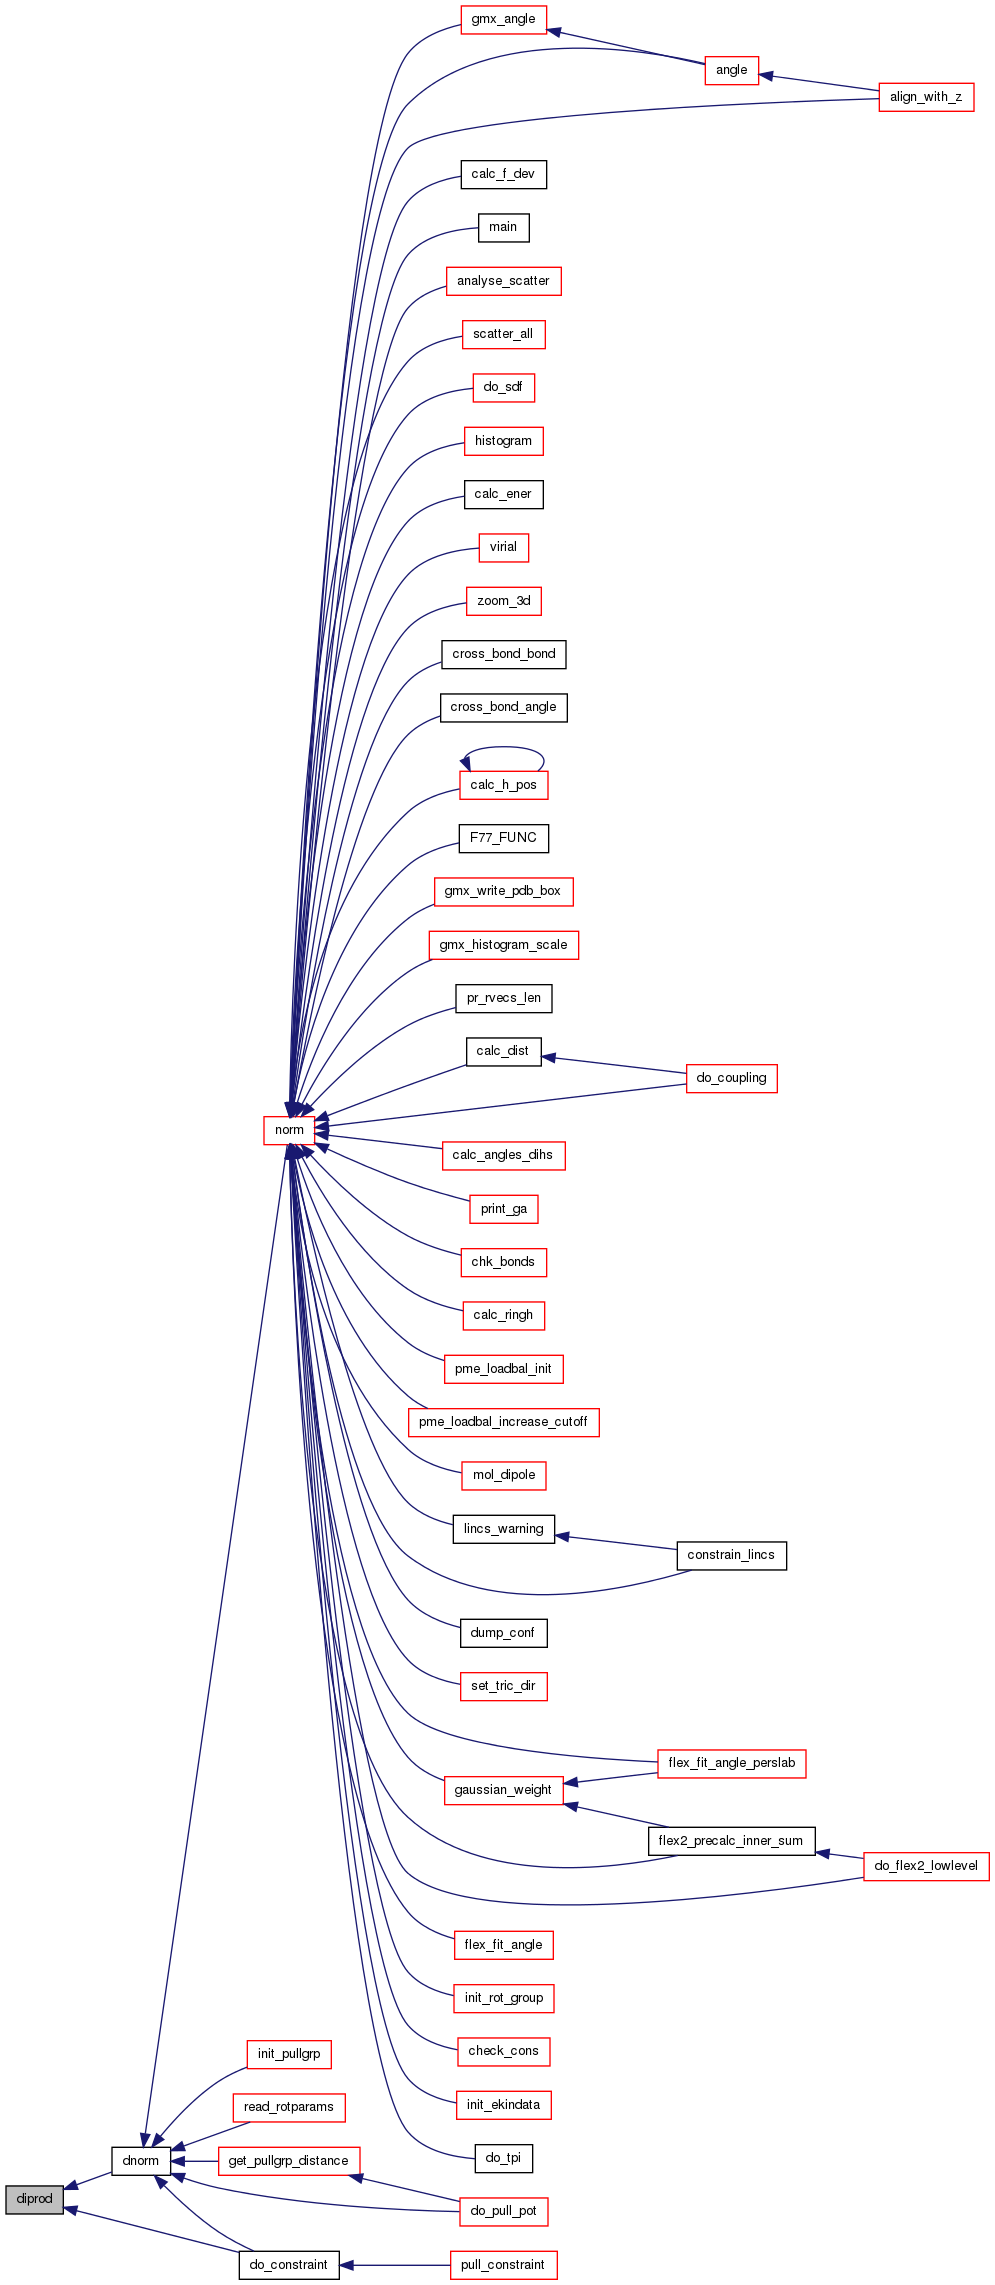 gmx_angle
angle
align_with_z
calc_f_dev
main
analyse_scatter
scatter_all
do_sdf
histogram
calc_ener
virial
zoom_3d
cross_bond_bond
cross_bond_angle
calc_h_pos
F77_FUNC
gmx_write_pdb_box
gmx_histogram_scale
pr_rvecs_len
calc_dist
do_coupling
norm
calc_angles_dihs
print_ga
chk_bonds
calc_ringh
pme_loadbal_init
pme_loadbal_increase_cutoff
mol_dipole
lincs_warning
constrain_lincs
dump_conf
set_tric_dir
flex_fit_angle_perslab
gaussian_weight
flex2_precalc_inner_sum
do_flex2_lowlevel
flex_fit_angle
init_rot_group
check_cons
init_pullgrp
init_ekindata
read_rotparams
do_tpi
dnorm
get_pullgrp_distance
diprod
do_pull_pot
do_constraint
pull_constraint